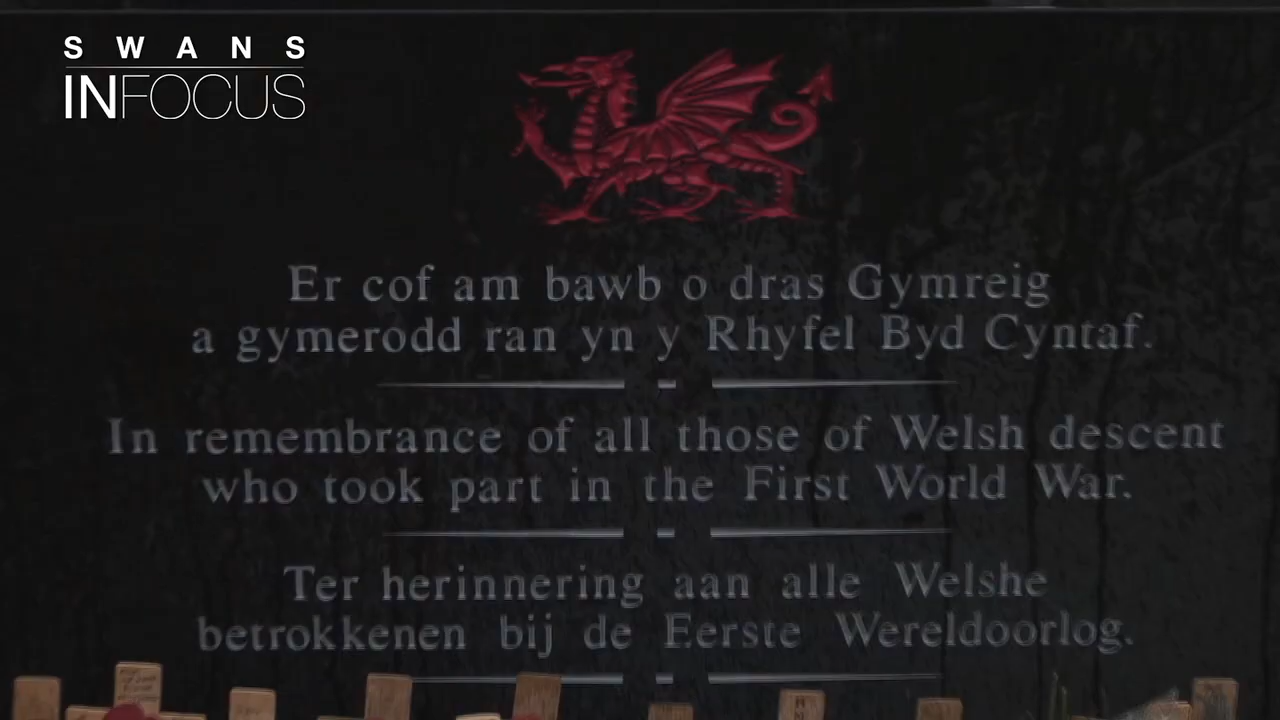 SWANS
INFOCUS
Er cof am bawb o dras Gymreig
a gymerodd ran yn y Rhyfel Byd Cyntaf.
In remembrance of all those of Welsh descent
who took part in the First World War.
Ter herinnering aan alle Welshe
betrokkenen bij de Eerste Wereldoorlog.